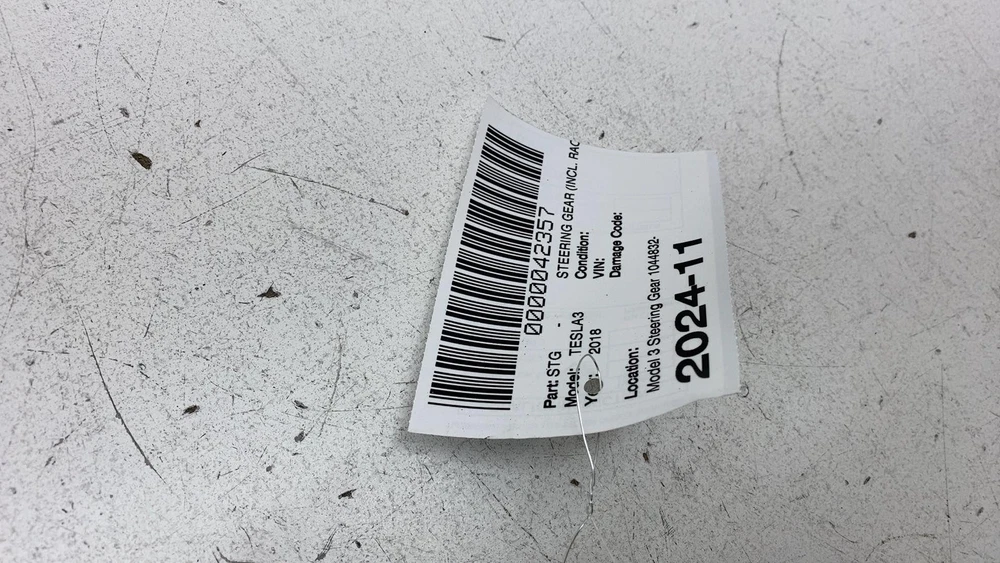 0000042357
Part: STG - STEERING GEAR (INCL. RAC
Model: TESLA3 Condition:
2018 VIN:
Damage Code:
Location:
Model 3 Steering Gear 1044832-
2024-11